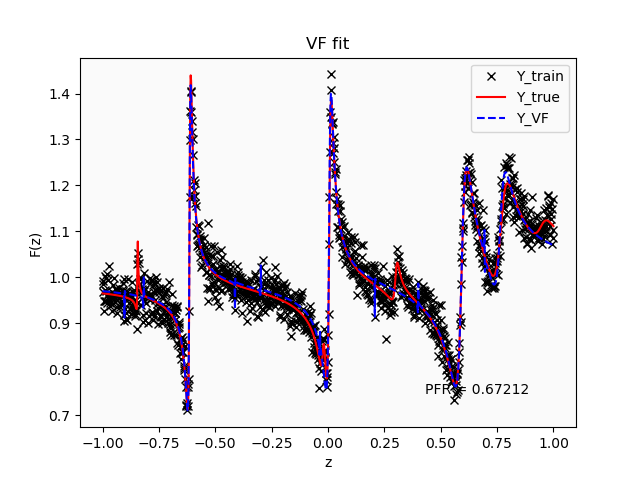 VF fit
Y_train
Y_true
Y_VF
1.4
1.3
1.2
1.1
1.0
0.9
0.8
0.7
F(z)
PFR = 0.67212
−1.00 −0.75 −0.50 −0.25 0.00 0.25 0.50 0.75 1.00
z